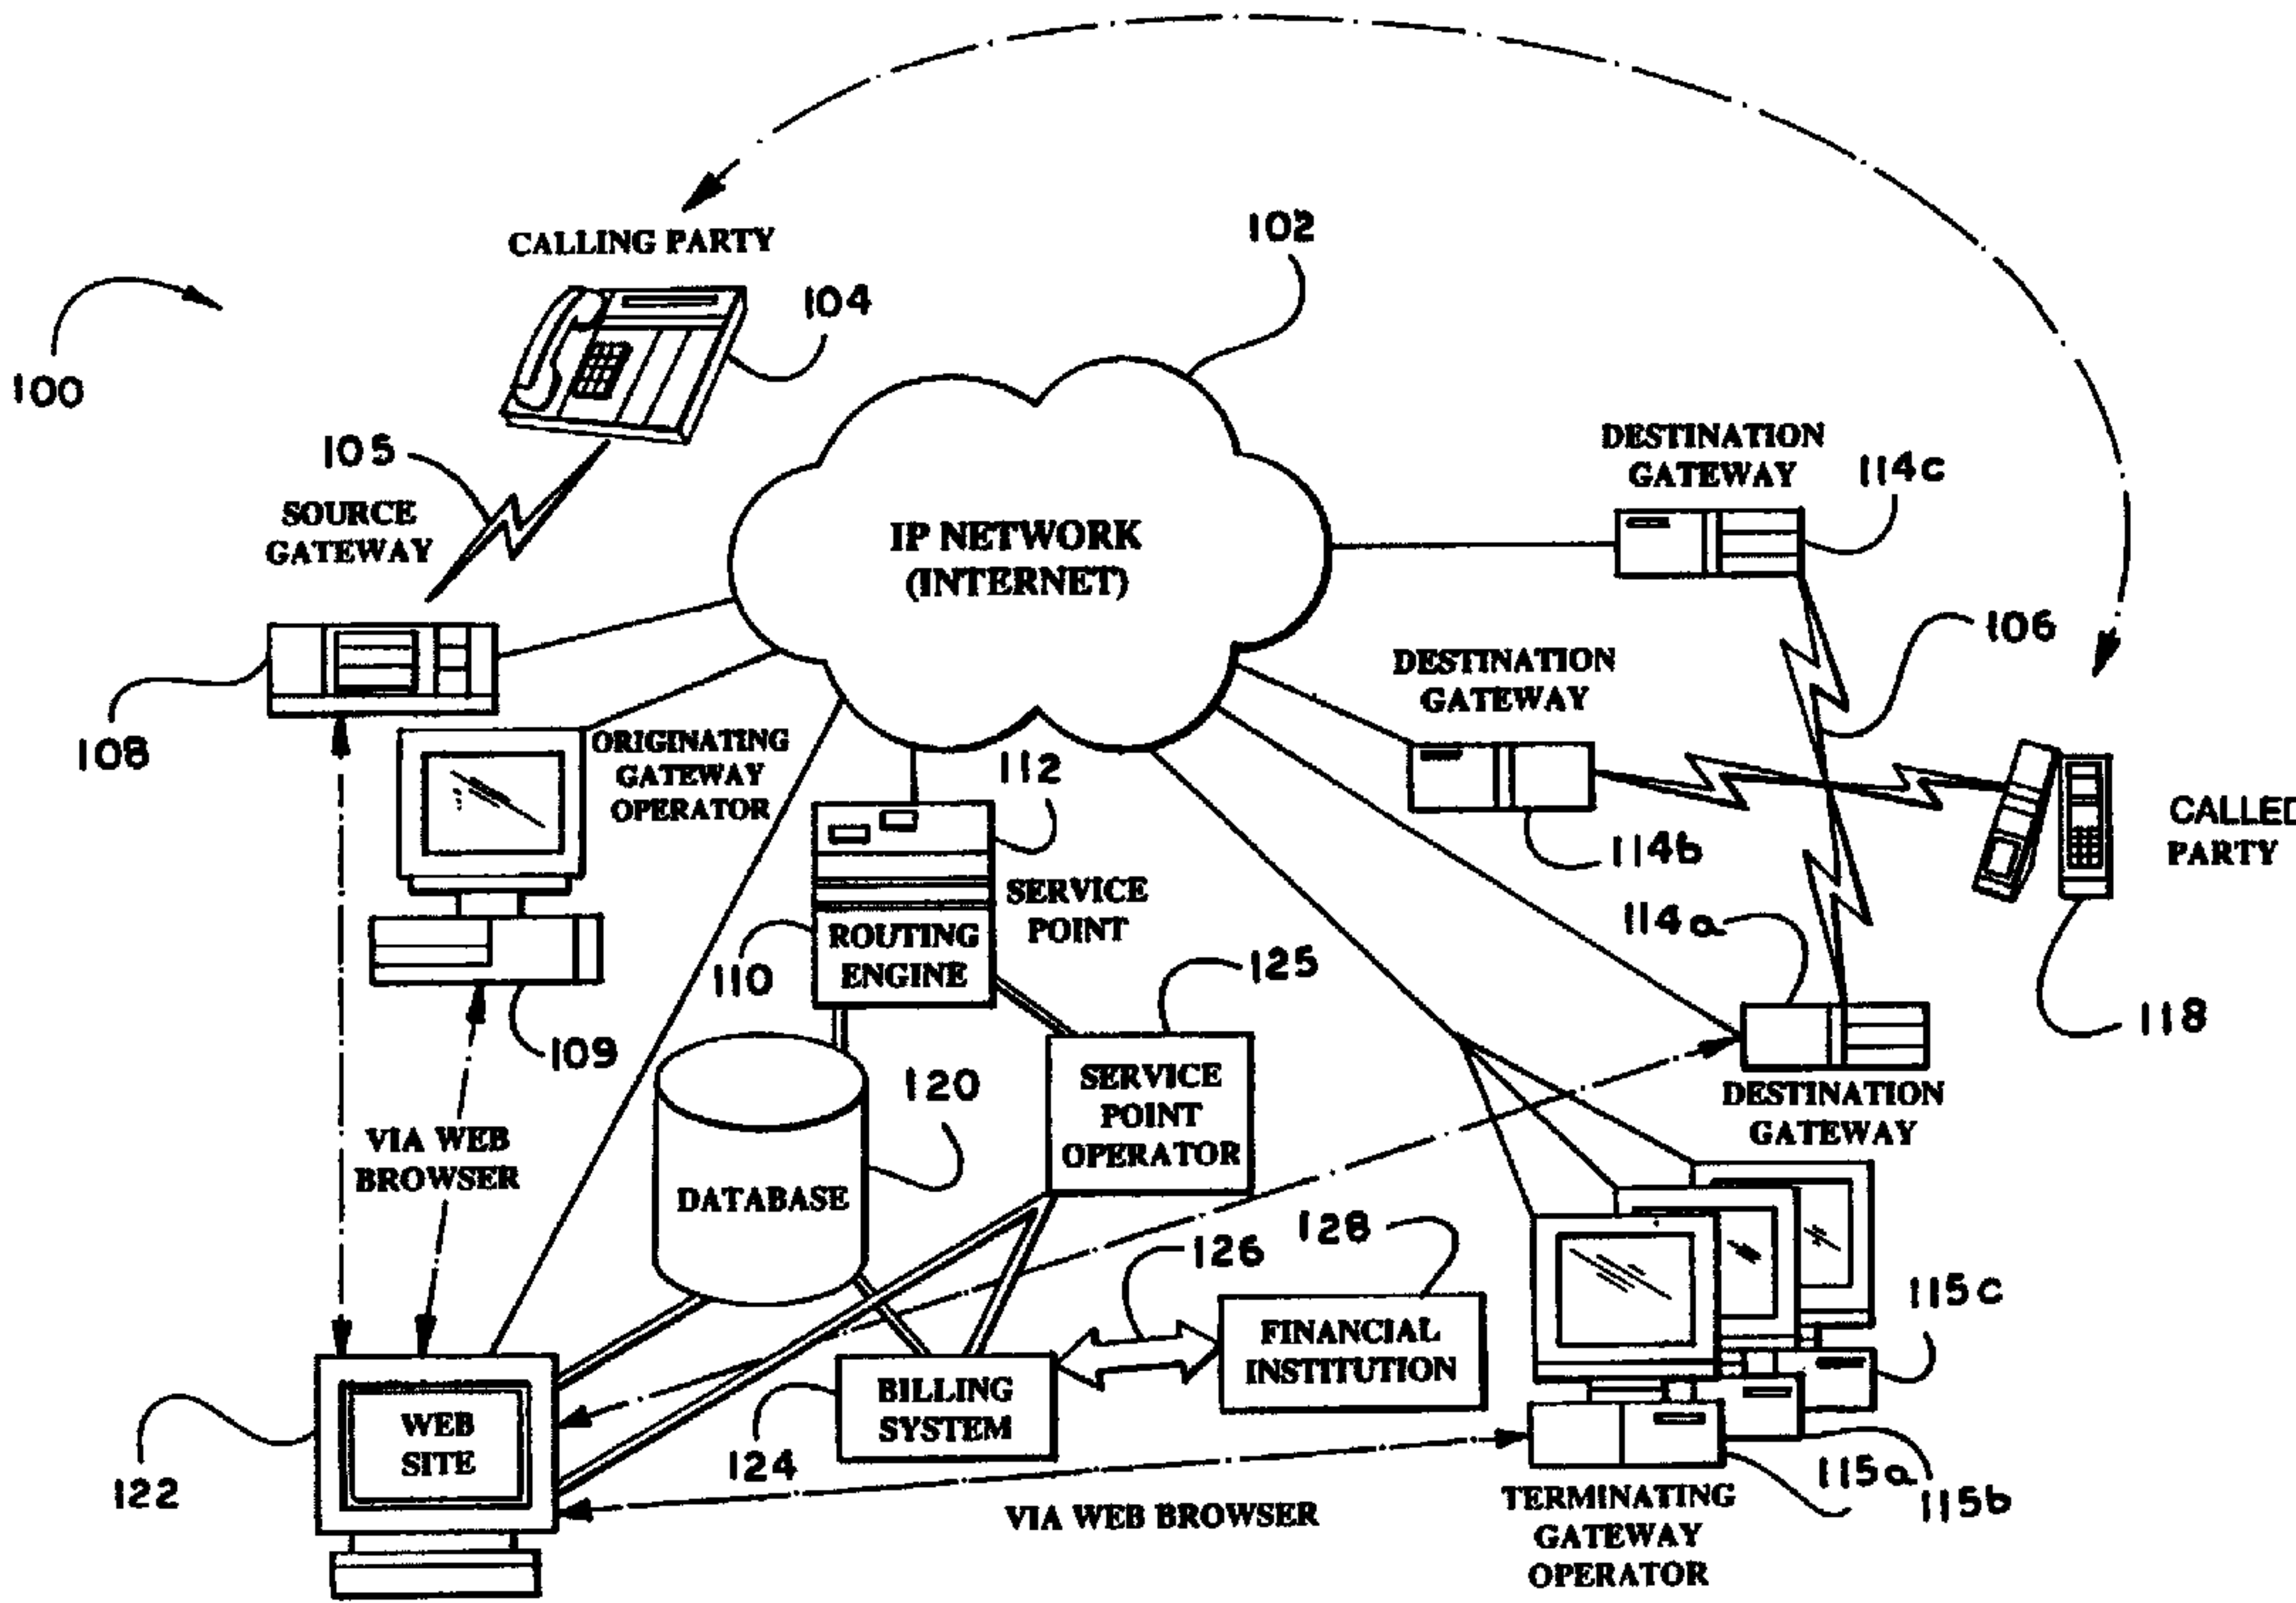 CALLING PARTY
102
100
104
105
SOURCE
GATEWAY
IP NETWORK
(INTERNET)
DESTINATION
GATEWAY
114c
106
DESTINATION
GATEWAY
108
ORIGINATING
GATEWAY
OPERATOR
112
114b
CALLED
PARTY
SERVICE
POINT
110
ROUTING
ENGINE
125
114a
118
109
120
SERVICE
POINT
OPERATOR
DESTINATION
GATEWAY
VIA WEB
BROWSER
DATABASE
126
128
115c
FINANCIAL
INSTITUTION
122
WEB
SITE
124
BILLING
SYSTEM
115a
115b
VIA WEB BROWSER
TERMINATING
GATEWAY
OPERATOR